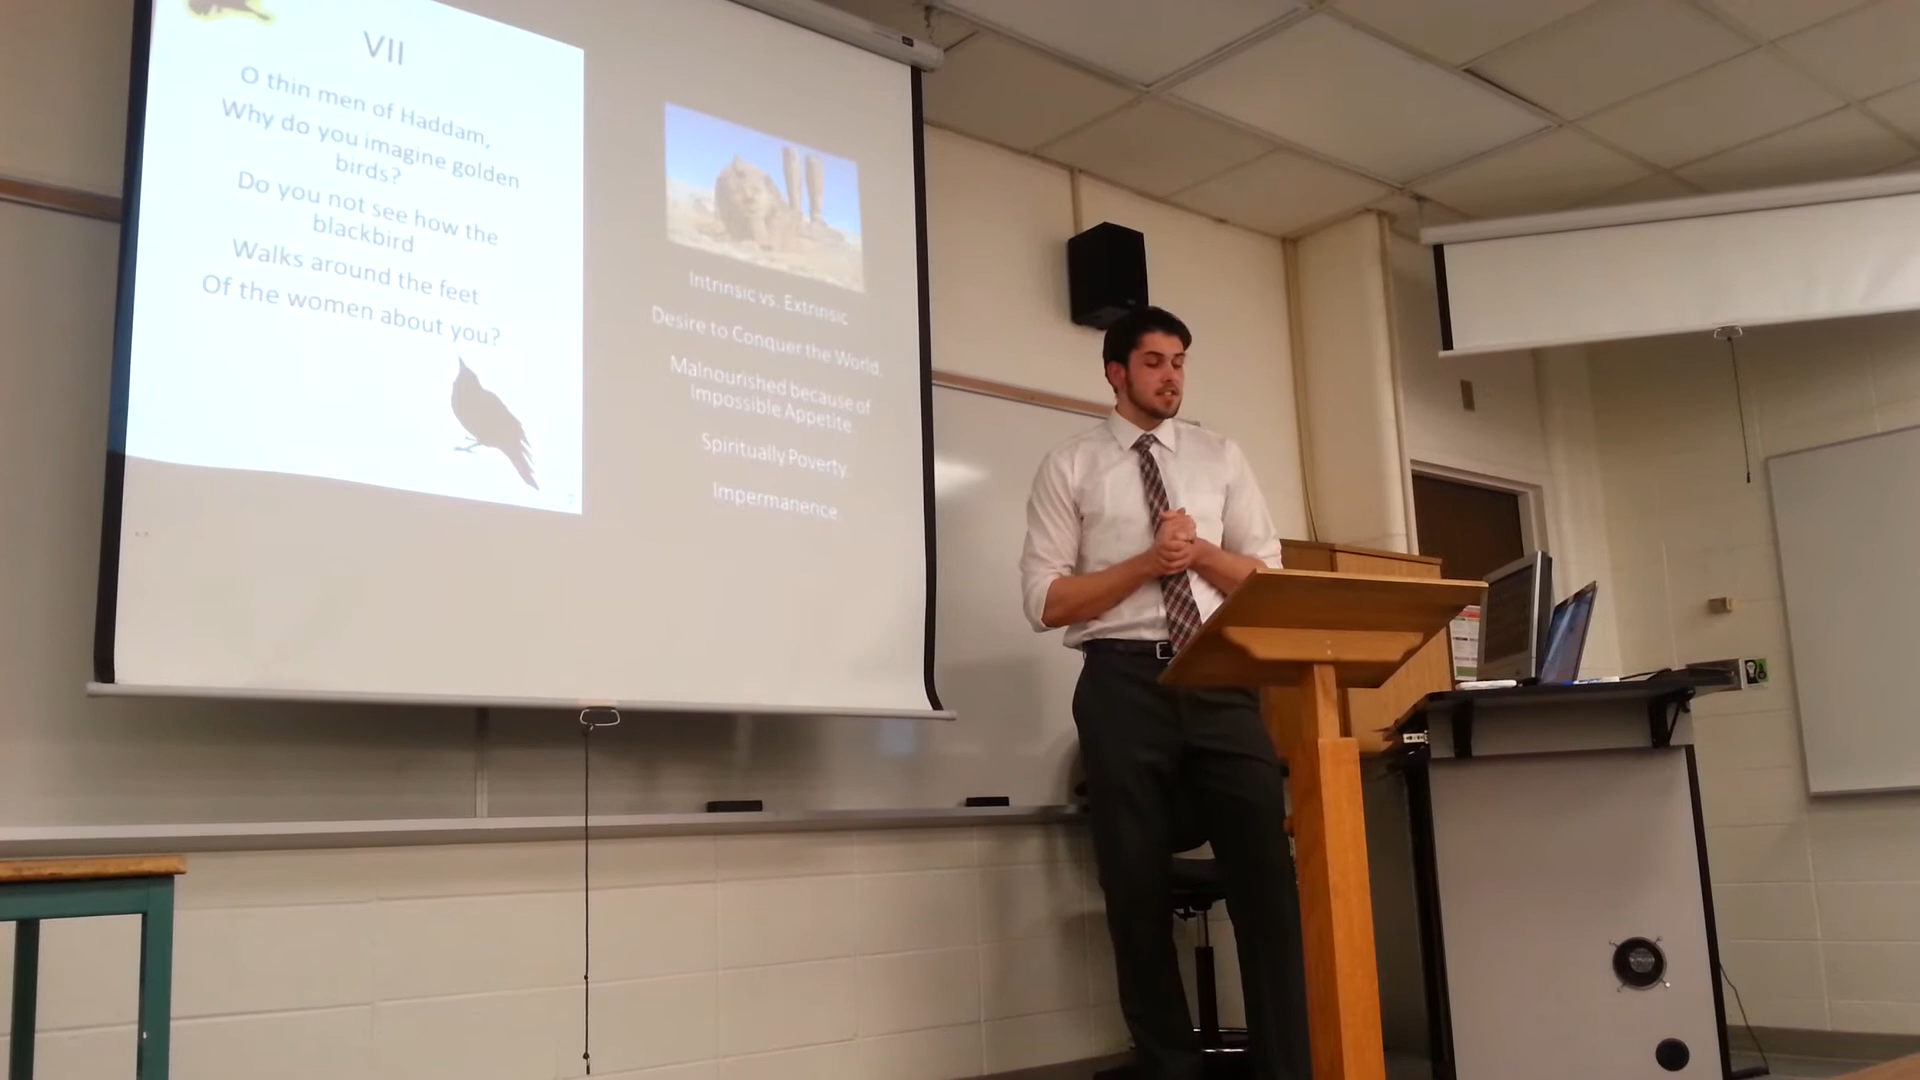 VII
O thin men of Haddam,
Why do you imagine golden
birds?
Do you not see how the
blackbird
Walks around the feet
Of the women about you?
7
Intrinsic vs. Extrinsic
Desire to Conquer the World.
Malnourished because of
Impossible Appetite.
Spiritually Poverty
Impermanence